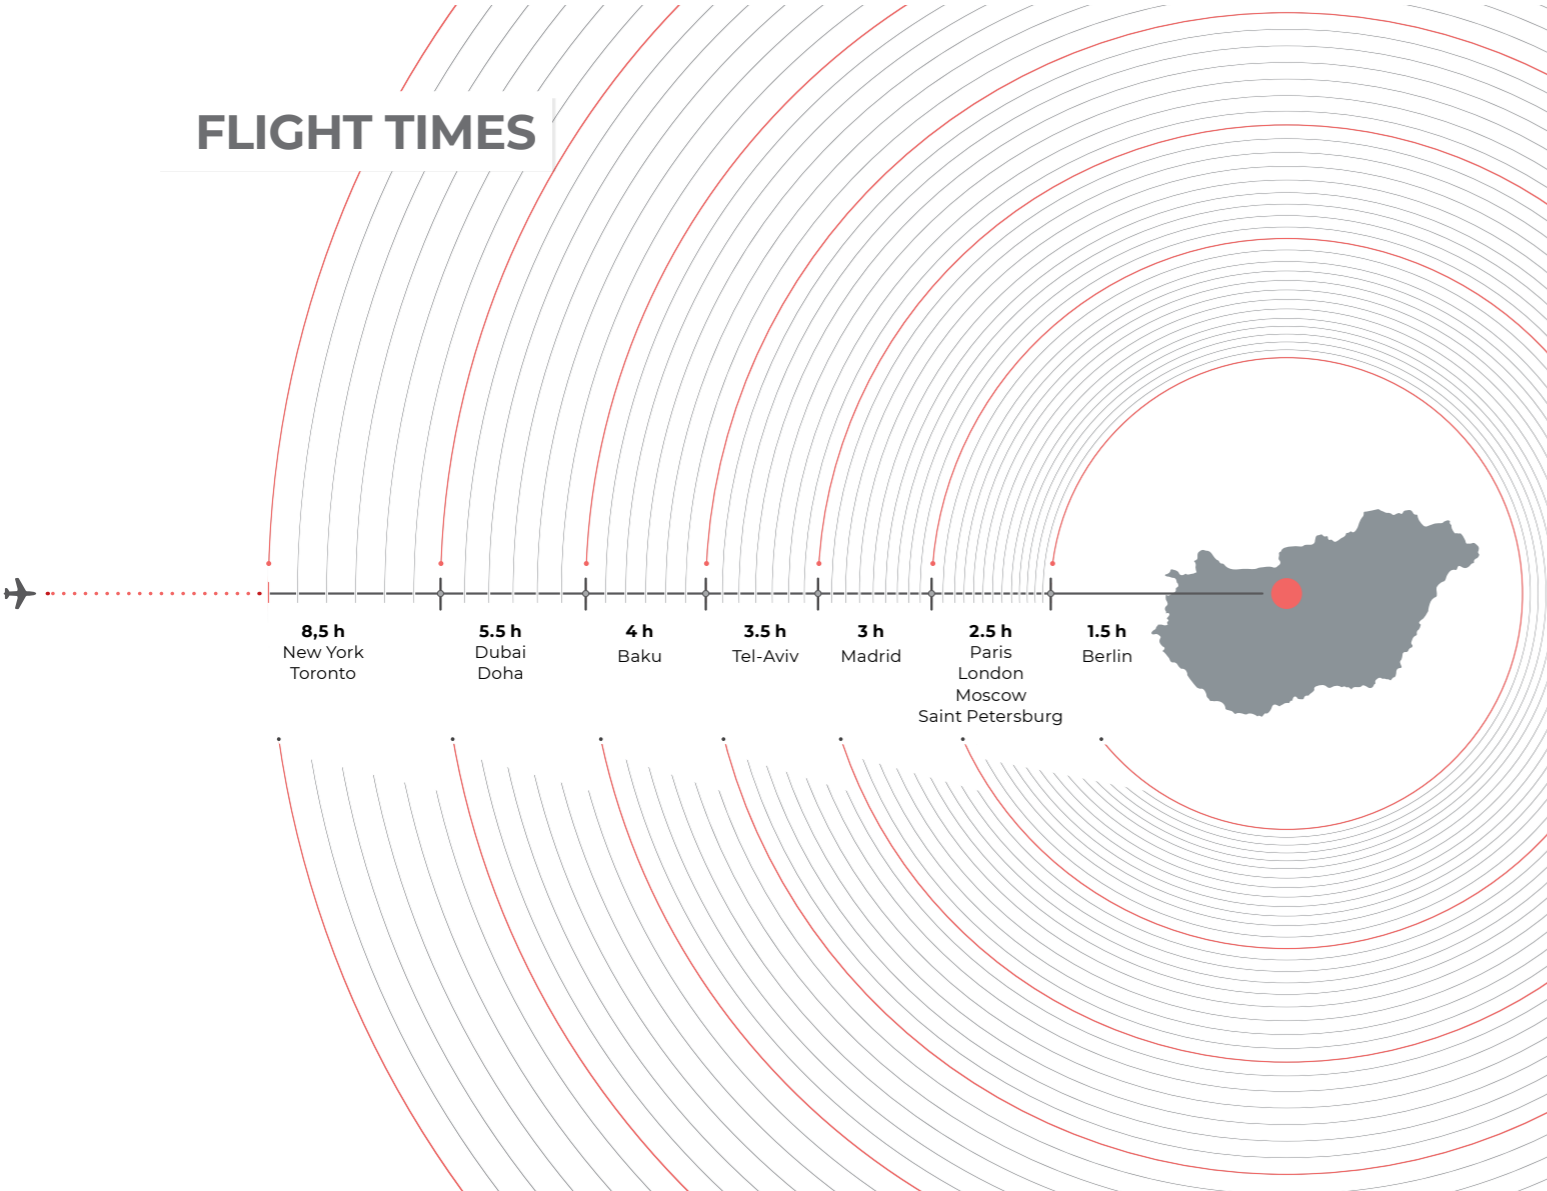 FLIGHT TIMES
8,5 h
New York
Toronto
5.5 h
Dubai
Doha
4 h
Baku
3.5 h
Tel-Aviv
3 h
Madrid
2.5 h
Paris
London
Moscow
Saint Petersburg
1.5 h
Berlin